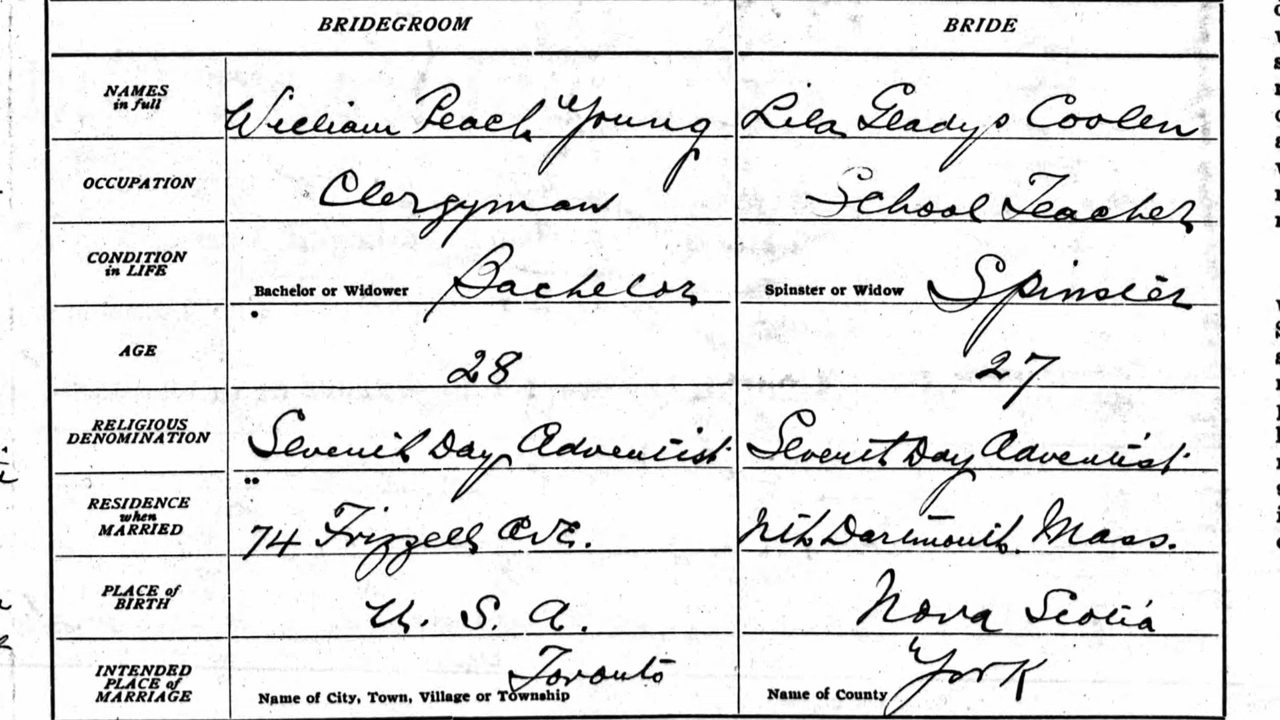 BRIDEGROOM BRIDE
NAMES in full William Peach Young Lila Gladys Coolen
OCCUPATION Clergyman School Teacher
CONDITION in LIFE Bachelor or Widower Bachelor Spinster or Widow Spinster
AGE 28 27
RELIGIOUS DENOMINATION Seventh Day Adventist Seventh Day Adventist
RESIDENCE when MARRIED 74 Frizzell Ave. Nth Dartmouth. Mass.
PLACE of BIRTH U. S. A. Nova Scotia
INTENDED PLACE of MARRIAGE Name of City, Town, Village or Township Toronto Name of County York